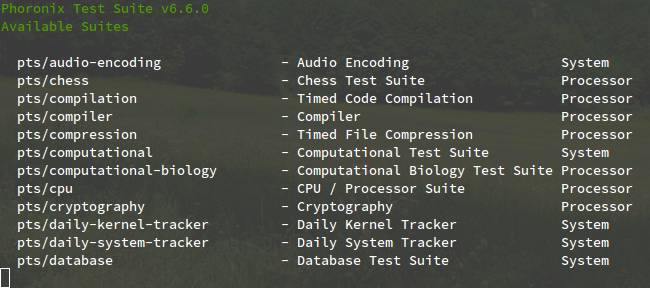 Phoronix Test Suite v6.6.0
Available Suites
pts/audio-encoding - Audio Encoding System
pts/chess - Chess Test Suite Processor
pts/compilation - Timed Code Compilation Processor
pts/compiler - Compiler Processor
pts/compression - Timed File Compression Processor
pts/computational - Computational Test Suite System
pts/computational-biology - Computational Biology Test Suite Processor
pts/cpu - CPU / Processor Suite Processor
pts/cryptography - Cryptography Processor
pts/daily-kernel-tracker - Daily Kernel Tracker System
pts/daily-system-tracker - Daily System Tracker System
pts/database - Database Test Suite System